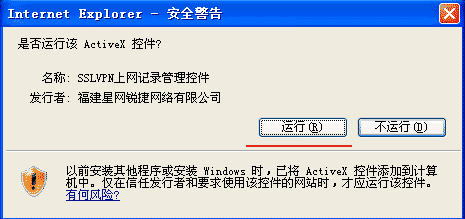 Internet Explorer - 安全警告
是否运行该 ActiveX 控件?
名称: SSLVPN上网记录管理控件
发行者: 福建星网锐捷网络有限公司
运行(R) 不运行(D)
以前安装其他程序或安装 Windows 时,已将 ActiveX 控件添加到计算
机中。仅在信任发行者和要求使用该控件的网站时,才应运行该控件。
有何风险?